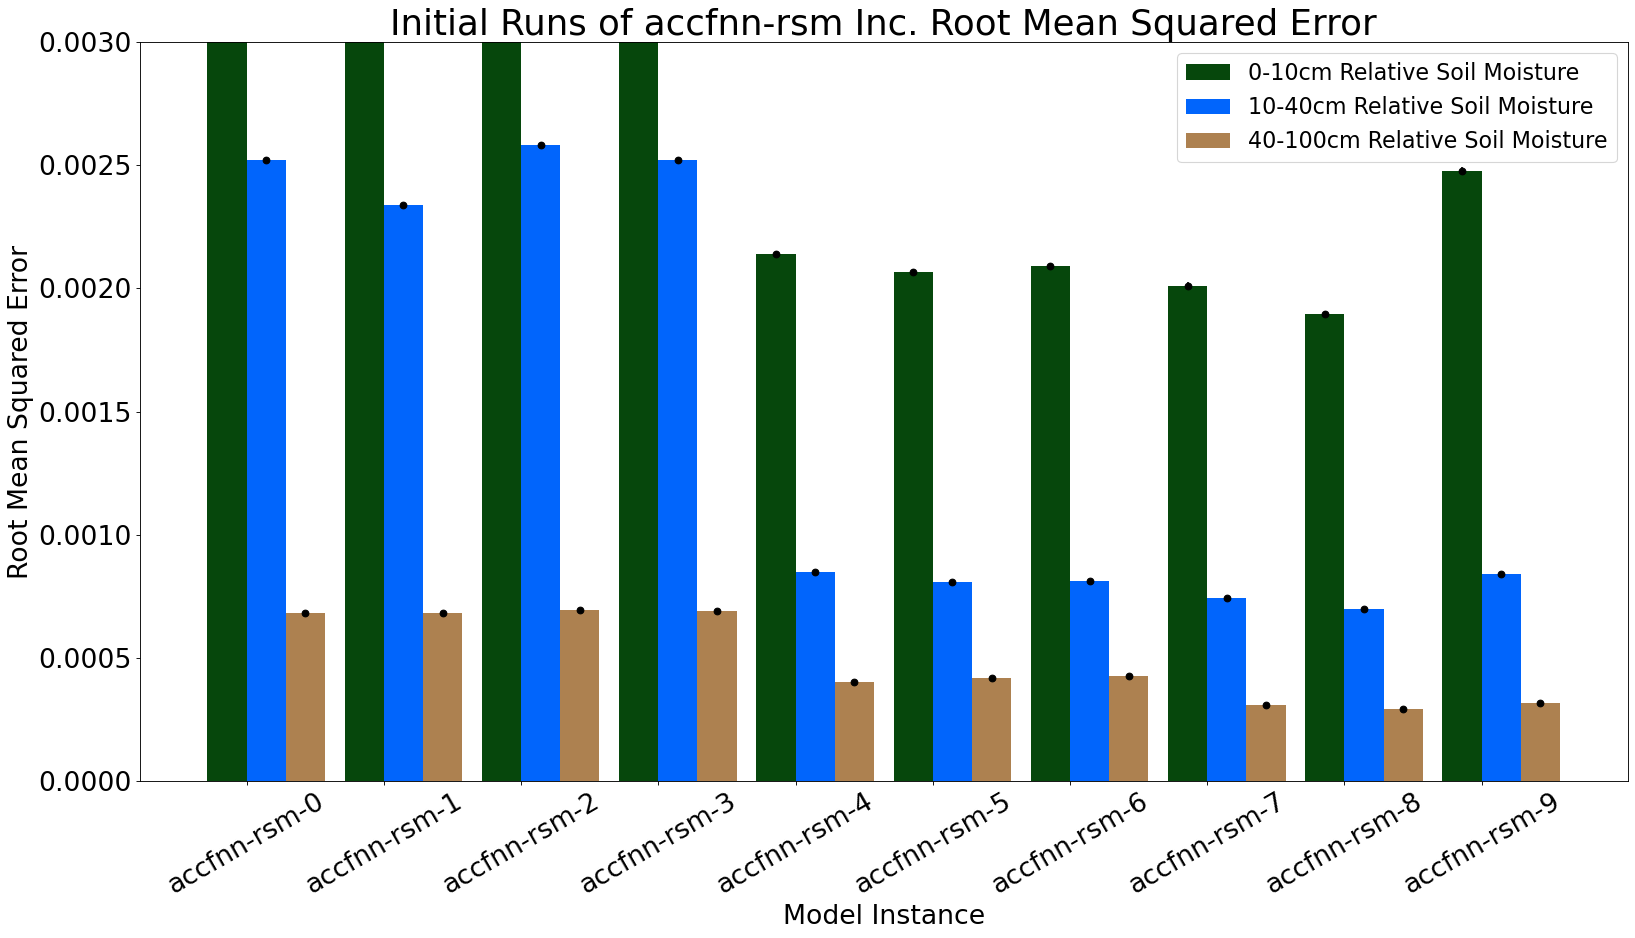 Initial Runs of accfnn-rsm Inc. Root Mean Squared Error
0-10cm Relative Soil Moisture
10-40cm Relative Soil Moisture
40-100cm Relative Soil Moisture
Root Mean Squared Error
0.0030
0.0025
0.0020
0.0015
0.0010
0.0005
0.0000
accfnn-rsm-0
accfnn-rsm-1
accfnn-rsm-2
accfnn-rsm-3
accfnn-rsm-4
accfnn-rsm-5
accfnn-rsm-6
accfnn-rsm-7
accfnn-rsm-8
accfnn-rsm-9
Model Instance